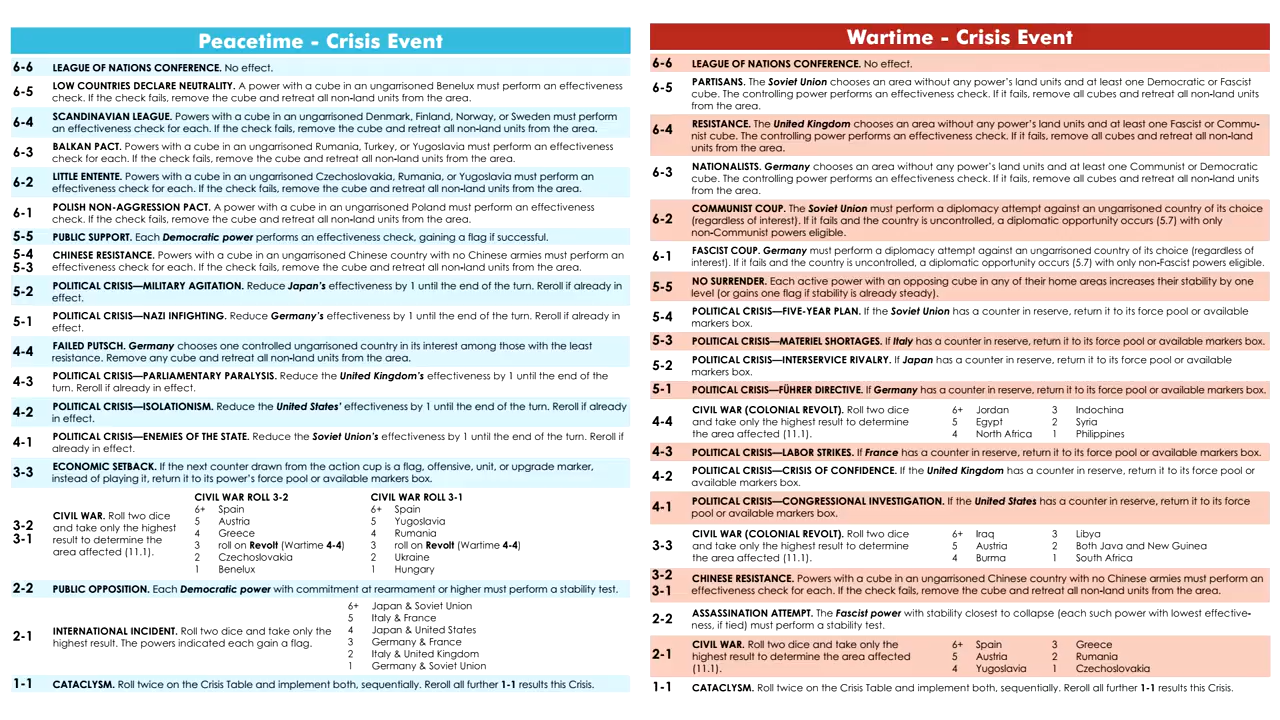 Peacetime - Crisis Event
6-6 LEAGUE OF NATIONS CONFERENCE. No effect.
6-5 LOW COUNTRIES DECLARE NEUTRALITY. A power with a cube in an ungarrisoned Benelux must perform an effectiveness
check. If the check fails, remove the cube and retreat all non-land units from the area.
6-4 SCANDINAVIAN LEAGUE. Powers with a cube in an ungarrisoned Denmark, Finland, Norway, or Sweden must perform
an effectiveness check for each. If the check fails, remove the cube and retreat all non-land units from the area.
6-3 BALKAN PACT. Powers with a cube in an ungarrisoned Rumania, Turkey, or Yugoslavia must perform an effectiveness
check for each. If the check fails, remove the cube and retreat all non-land units from the area.
6-2 LITTLE ENTENTE. Powers with a cube in an ungarrisoned Czechoslovakia, Rumania, or Yugoslavia must perform an
effectiveness check for each. If the check fails, remove the cube and retreat all non-land units from the area.
6-1 POLISH NON-AGGRESSION PACT. A power with a cube in an ungarrisoned Poland must perform an effectiveness
check. If the check fails, remove the cube and retreat all non-land units from the area.
5-5 PUBLIC SUPPORT. Each Democratic power performs an effectiveness check, gaining a flag if successful.
5-4 CHINESE RESISTANCE. Powers with a cube in an ungarrisoned Chinese country with no Chinese armies must perform an
5-3 effectiveness check for each. If the check fails, remove the cube and retreat all non-land units from the area.
5-2 POLITICAL CRISIS—MILITARY AGITATION. Reduce Japan's effectiveness by 1 until the end of the turn. Reroll if already in
effect.
5-1 POLITICAL CRISIS—NAZI INFIGHTING. Reduce Germany's effectiveness by 1 until the end of the turn. Reroll if already in
effect.
4-4 FAILED PUTSCH. Germany chooses one controlled ungarrisoned country in its interest among those with the least
resistance. Remove any cube and retreat all non-land units from the area.
4-3 POLITICAL CRISIS—PARLIAMENTARY PARALYSIS. Reduce the United Kingdom's effectiveness by 1 until the end of the
turn. Reroll if already in effect.
4-2 POLITICAL CRISIS—ISOLATIONISM. Reduce the United States' effectiveness by 1 until the end of the turn. Reroll if already
in effect.
4-1 POLITICAL CRISIS—ENEMIES OF THE STATE. Reduce the Soviet Union's effectiveness by 1 until the end of the turn. Reroll if
already in effect.
3-3 ECONOMIC SETBACK. If the next counter drawn from the action cup is a flag, offensive, unit, or upgrade marker,
instead of playing it, return it to its power's force pool or available markers box.
3-2
3-1
CIVIL WAR. Roll two dice
and take only the highest
result to determine the
area affected (11.1).
CIVIL WAR ROLL 3-2
6+ Spain
5 Austria
4 Greece
3 roll on Revolt (Wartime 4-4)
2 Czechoslovakia
1 Benelux
CIVIL WAR ROLL 3-1
6+ Spain
5 Yugoslavia
4 Rumania
3 roll on Revolt (Wartime 4-4)
2 Ukraine
1 Hungary
2-2 PUBLIC OPPOSITION. Each Democratic power with commitment at rearmament or higher must perform a stability test.
2-1 INTERNATIONAL INCIDENT. Roll two dice and take only the
highest result. The powers indicated each gain a flag.
6+ Japan & Soviet Union
5 Italy & France
4 Japan & United States
3 Germany & France
2 Italy & United Kingdom
1 Germany & Soviet Union
1-1 CATACLYSM. Roll twice on the Crisis Table and implement both, sequentially. Reroll all further 1-1 results this Crisis.
Wartime - Crisis Event
6-6 LEAGUE OF NATIONS CONFERENCE. No effect.
6-5 PARTISANS. The Soviet Union chooses an area without any power's land units and at least one Democratic or Fascist
cube. The controlling power performs an effectiveness check. If it fails, remove all cubes and retreat all non-land units
from the area.
6-4 RESISTANCE. The United Kingdom chooses an area without any power's land units and at least one Fascist or Commu-
nist cube. The controlling power performs an effectiveness check. If it fails, remove all cubes and retreat all non-land
units from the area.
6-3 NATIONALISTS. Germany chooses an area without any power's land units and at least one Communist or Democratic
cube. The controlling power performs an effectiveness check. If it fails, remove all cubes and retreat all non-land units
from the area.
6-2 COMMUNIST COUP. The Soviet Union must perform a diplomacy attempt against an ungarrisoned country of its choice
(regardless of interest). If it fails and the country is uncontrolled, a diplomatic opportunity occurs (5.7) with only
non-Communist powers eligible.
6-1 FASCIST COUP. Germany must perform a diplomacy attempt against an ungarrisoned country of its choice (regardless of
interest). If it fails and the country is uncontrolled, a diplomatic opportunity occurs (5.7) with only non-Fascist powers eligible.
5-5 NO SURRENDER. Each active power with an opposing cube in any of their home areas increases their stability by one
level (or gains one flag if stability is already steady).
5-4 POLITICAL CRISIS—FIVE-YEAR PLAN. If the Soviet Union has a counter in reserve, return it to its force pool or available
markers box.
5-3 POLITICAL CRISIS—MATERIEL SHORTAGES. If Italy has a counter in reserve, return it to its force pool or available markers box.
5-2 POLITICAL CRISIS—INTERSERVICE RIVALRY. If Japan has a counter in reserve, return it to its force pool or available
markers box.
5-1 POLITICAL CRISIS—FÜHRER DIRECTIVE. If Germany has a counter in reserve, return it to its force pool or available markers box.
4-4 CIVIL WAR (COLONIAL REVOLT). Roll two dice
and take only the highest result to determine
the area affected (11.1).
6+ Jordan 3 Indochina
5 Egypt 2 Syria
4 North Africa 1 Philippines
4-3 POLITICAL CRISIS—LABOR STRIKES. If France has a counter in reserve, return it to its force pool or available markers box.
4-2 POLITICAL CRISIS—CRISIS OF CONFIDENCE. If the United Kingdom has a counter in reserve, return it to its force pool or
available markers box.
4-1 POLITICAL CRISIS—CONGRESSIONAL INVESTIGATION. If the United States has a counter in reserve, return it to its force
pool or available markers box.
3-3 CIVIL WAR (COLONIAL REVOLT). Roll two dice
and take only the highest result to determine
the area affected (11.1).
6+ Iraq 3 Libya
5 Austria 2 Both Java and New Guinea
4 Burma 1 South Africa
3-2 CHINESE RESISTANCE. Powers with a cube in an ungarrisoned Chinese country with no Chinese armies must perform an
3-1 effectiveness check for each. If the check fails, remove the cube and retreat all non-land units from the area.
2-2 ASSASSINATION ATTEMPT. The Fascist power with stability closest to collapse (each such power with lowest effective-
ness, if tied) must perform a stability test.
2-1 CIVIL WAR. Roll two dice and take only the
highest result to determine the area affected
(11.1).
6+ Spain 3 Greece
5 Austria 2 Rumania
4 Yugoslavia 1 Czechoslovakia
1-1 CATACLYSM. Roll twice on the Crisis Table and implement both, sequentially. Reroll all further 1-1 results this Crisis.